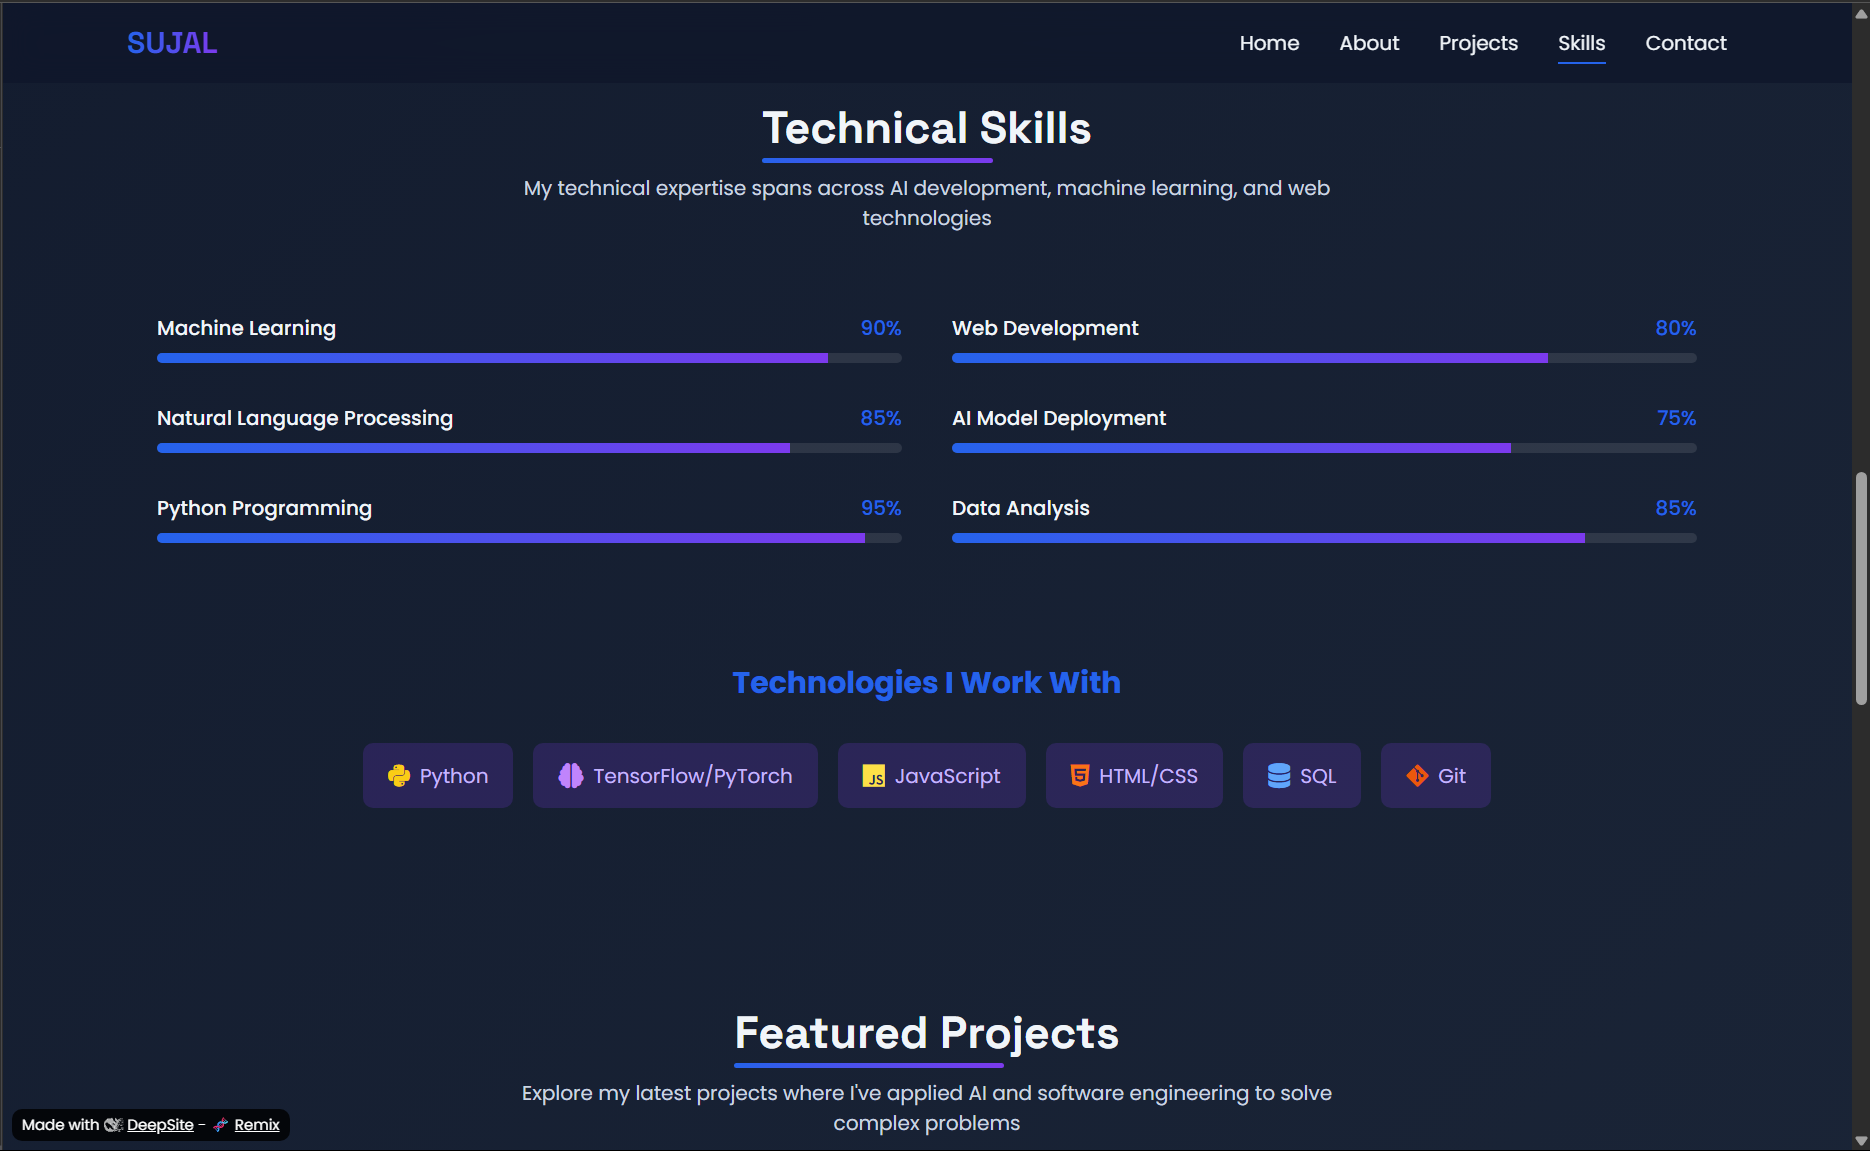 SUJAL
Home
About
Projects
Skills
Contact
Technical Skills
My technical expertise spans across AI development, machine learning, and web
technologies
Machine Learning
90%
Web Development
80%
Natural Language Processing
85%
AI Model Deployment
75%
Python Programming
95%
Data Analysis
85%
Technologies I Work With
Python
TensorFlow/PyTorch
JS JavaScript
5 HTML/CSS
SQL
Git
Featured Projects
Explore my latest projects where I've applied AI and software engineering to solve
complex problems
Made with DeepSite - Remix